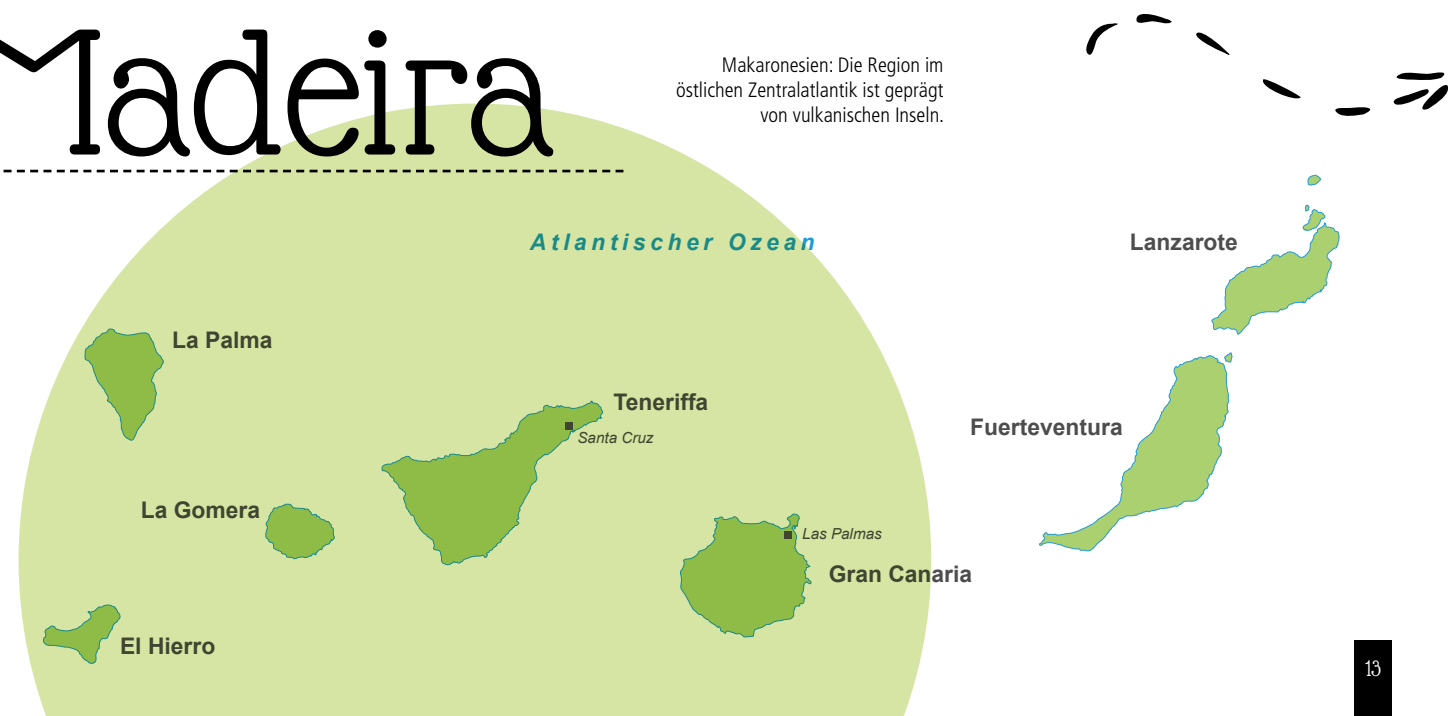 Madeira
Makaronesien: Die Region im
östlichen Zentralatlantik ist geprägt
von vulkanischen Inseln.
Atlantischer Ozean
Lanzarote
La Palma
Teneriffa
Santa Cruz
Fuerteventura
La Gomera
Las Palmas
Gran Canaria
El Hierro
13